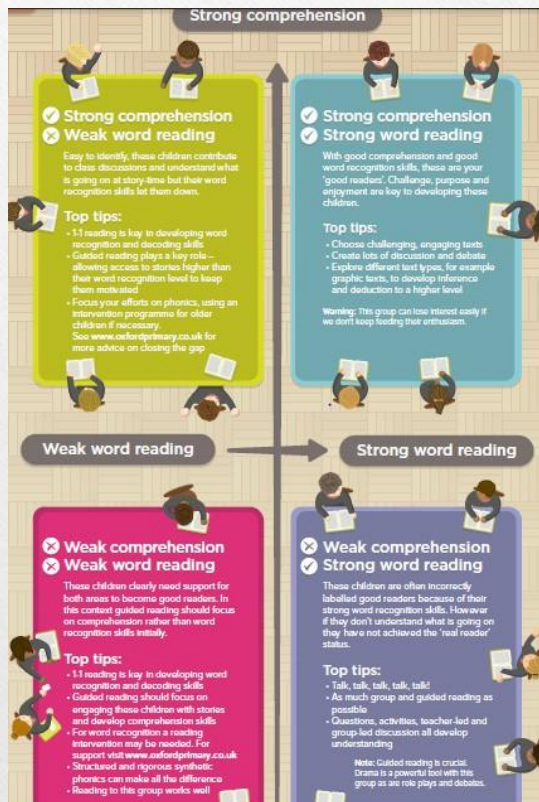 Strong comprehension
Strong comprehension
Weak word reading
Easy to identify, these children contribute
to class discussions and understand what
is going on at story-time but their word
recognition skills let them down.
Top tips:
• 1-1 reading is key in developing word
recognition and decoding skills
• Guided reading plays a key role –
allowing access to stories higher than
their word recognition level to keep
them motivated
• Focus your efforts on phonics, using an
intervention programme for older
children if necessary.
See www.oxfordprimary.co.uk for
more advice on closing the gap
Strong comprehension
Strong word reading
With good comprehension and good
word recognition skills, these are your
'good readers'. Challenge, purpose and
enjoyment are key to developing these
children.
Top tips:
• Choose challenging, engaging texts
• Create lots of discussion and debate
• Explore different text types, for example
graphic texts, to develop inference
and deduction to a higher level
Warning: This group can lose interest easily if
we don't keep feeding their enthusiasm.
Weak word reading
Strong word reading
Weak comprehension
Weak word reading
These children clearly need support for
both areas to become good readers. In
this context guided reading should focus
on comprehension rather than word
recognition skills initially.
Top tips:
• 1-1 reading is key in developing word
recognition and decoding skills
• Guided reading should focus on
engaging these children with stories
and develop comprehension skills
• For word recognition a reading
intervention may be needed. For
support visit www.oxfordprimary.co.uk
• Structured and rigorous synthetic
phonics can make all the difference
• Reading to this group works well
Weak comprehension
Strong word reading
These children are often incorrectly
labelled good readers because of their
strong word recognition skills. However
if they don't understand what is going on
they have not achieved the 'real reader'
status.
Top tips:
• Talk, talk, talk, talk, talk!
• As much group and guided reading as
possible
• Questions, activities, teacher-led and
group-led discussion all develop
understanding
Note: Guided reading is crucial.
Drama is a powerful tool with this
group as are role plays and debates.